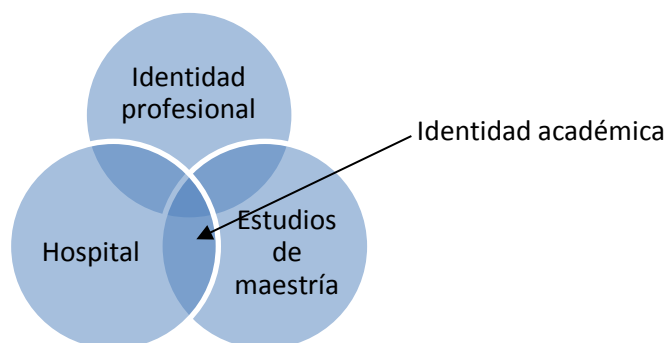 Identidad
profesional
Identidad académica
Hospital
Estudios
de
maestría